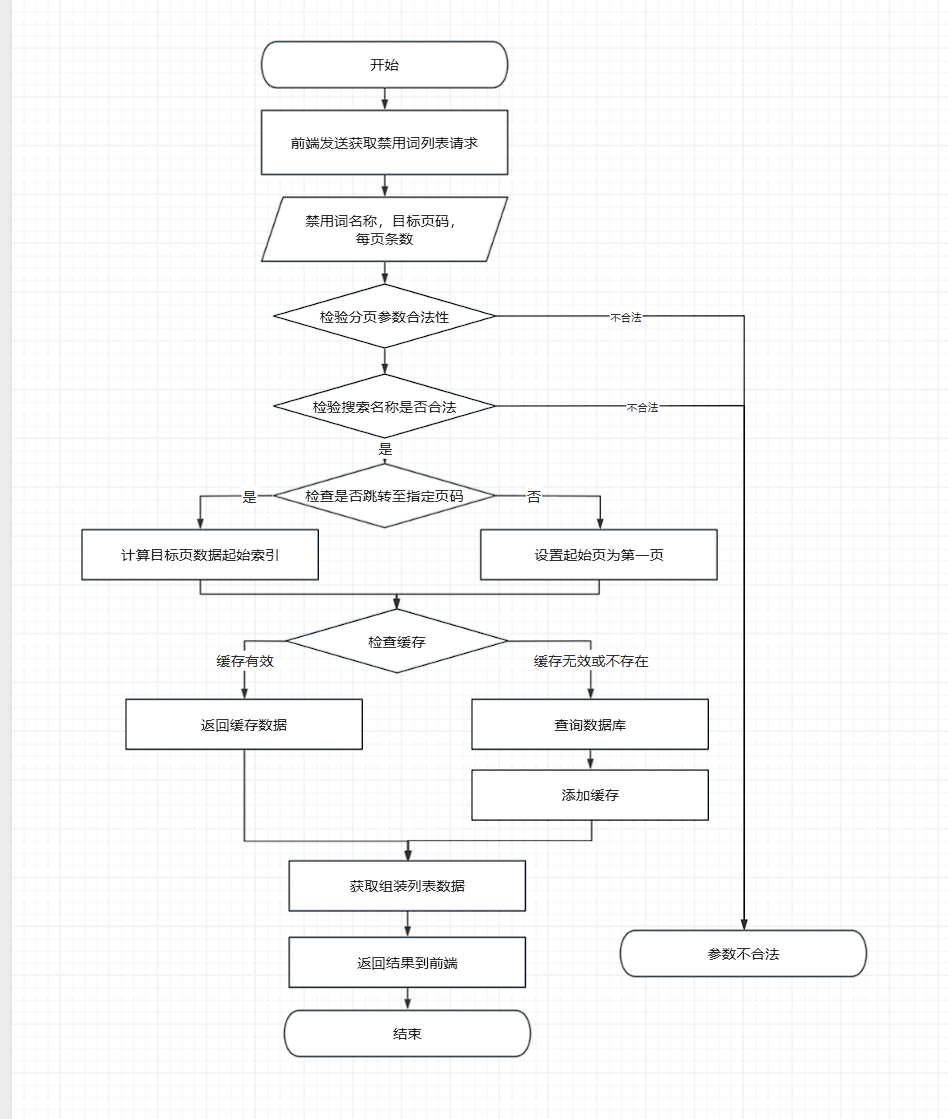 开始
前端发送获取禁用词列表请求
禁用词名称，目标页码，
每页条数
检验分页参数合法性
不合法
检验搜索名称是否合法
不合法
是
是
检查是否跳转至指定页码
否
计算目标页数据起始索引
设置起始页为第一页
检查缓存
缓存有效
缓存无效或不存在
返回缓存数据
查询数据库
添加缓存
获取组装列表数据
参数不合法
返回结果到前端
结束